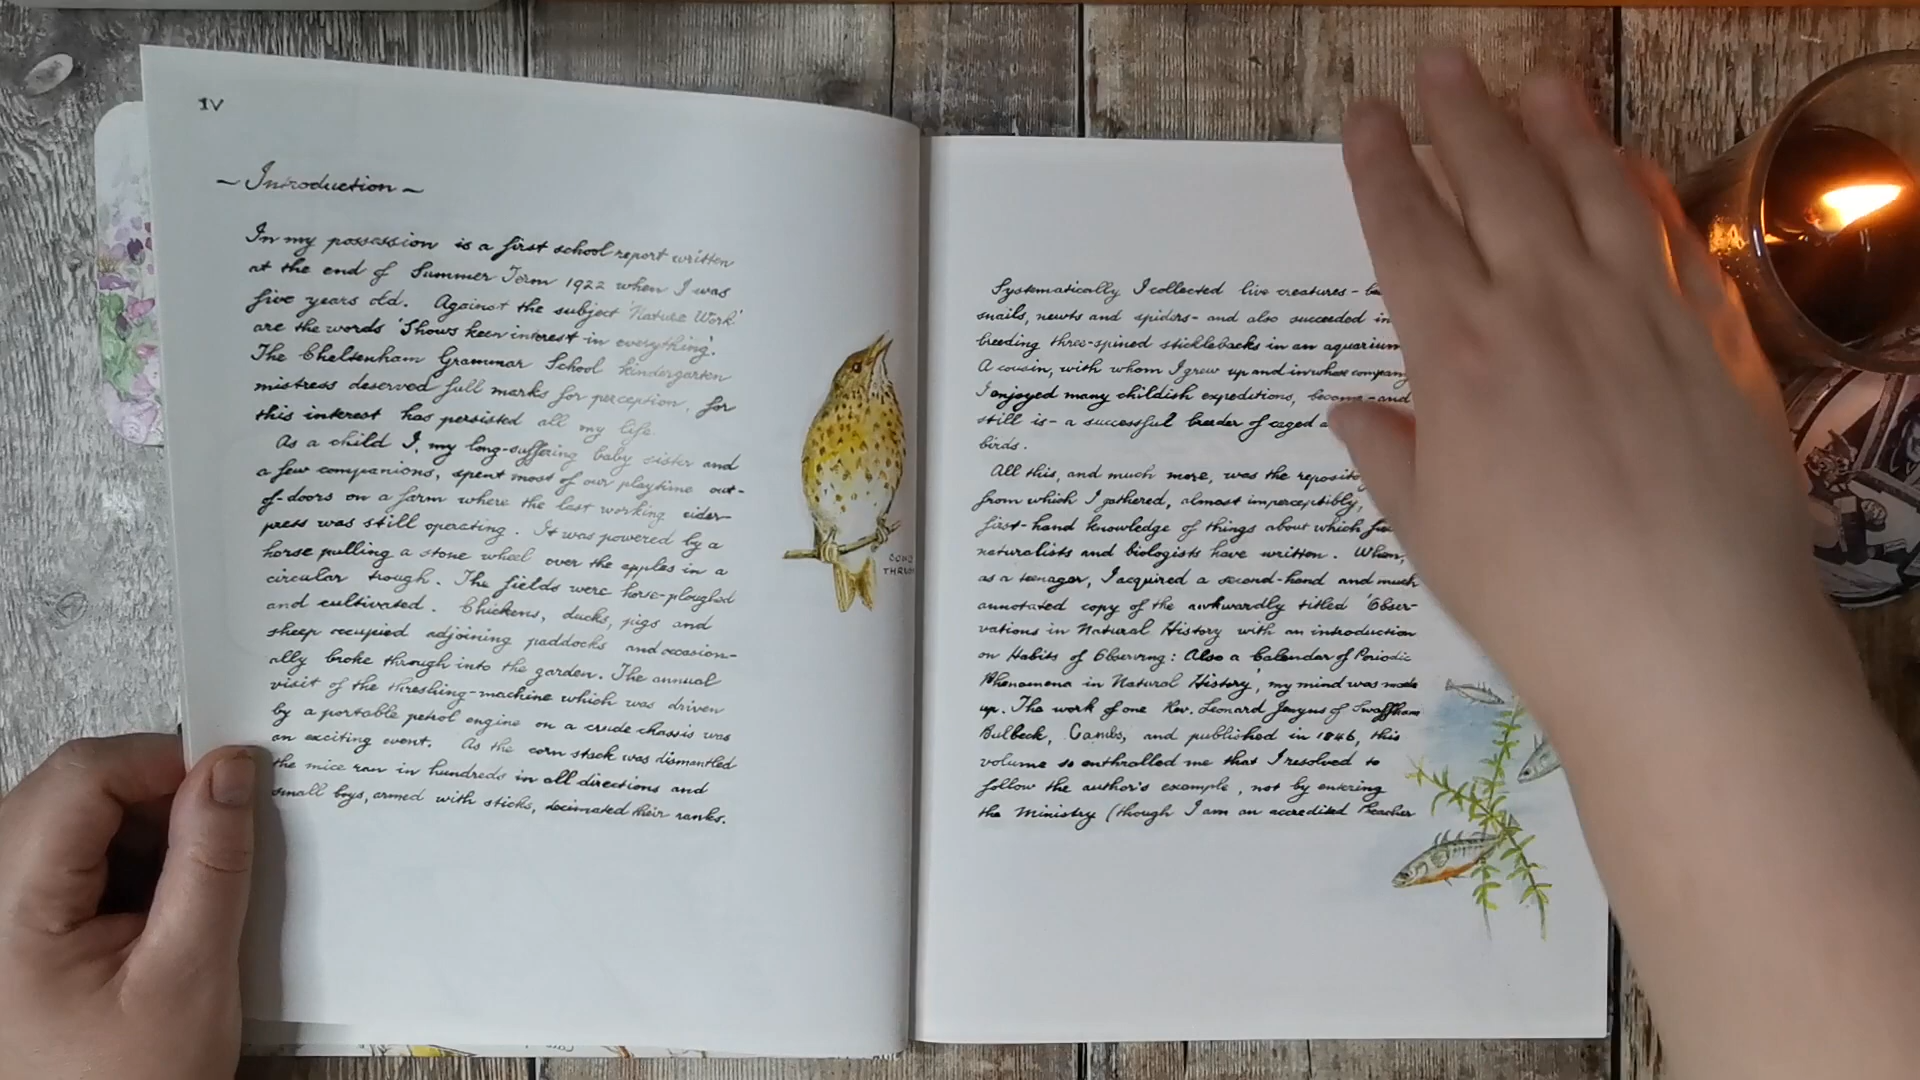 IV
~ Introduction ~
In my possession is a first school report written
at the end of Summer Term 1922 when I was
five years old. Against the subject 'Nature Work'
are the words 'Shows keen interest in everything'.
The Cheltenham Grammar School kindergarten
mistress deserved full marks for perception, for
this interest has persisted all my life.
As a child I, my long-suffering baby sister and
a few companions, spent most of our playtime out-
of-doors on a farm where the last working cider-
press was still operating. It was powered by a
horse pulling a stone wheel over the apples in a
circular trough. The fields were horse-ploughed
and cultivated. Chickens, ducks, pigs and
sheep occupied adjoining paddocks and occasion-
ally broke through into the garden. The annual
visit of the threshing-machine which was driven
by a portable petrol engine on a crude chassis was
an exciting event. As the corn stack was dismantled
the mice ran in hundreds in all directions and
small boys, armed with sticks, decimated their ranks.
SONG
THRUSH
Systematically I collected live creatures -
snails, newts and spiders - and also succeeded in
breeding three-spined sticklebacks in an aquarium
A cousin, with whom I grew up and in whose company
I enjoyed many childish expeditions, became - and
still is - a successful breeder of caged
birds.
All this, and much more, was the
from which I gathered, almost imperceptibly,
first-hand knowledge of things about which few
naturalists and biologists have written. When,
as a teenager, I acquired a second-hand and much
annotated copy of the awkwardly titled 'Obser-
vations in Natural History with an introduction
on Habits of Observing: Also a Calendar of Periodic
Phenomena in Natural History', my mind was made
up. The work of one Rev. Leonard Jenyns of Swaffham
Bulbeck, Cambs, and published in 1846, this
volume so enthralled me that I resolved to
follow the author's example, not by entering
the Ministry (though I am an accredited Preacher